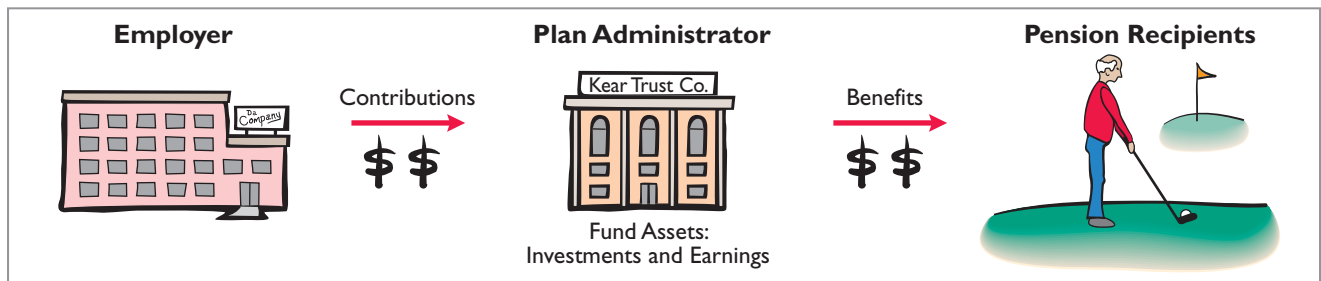 Employer
Plan Administrator
Pension Recipients
Da
Company
Contributions
$ $
Kear Trust Co.
Benefits
$ $
Fund Assets:
Investments and Earnings